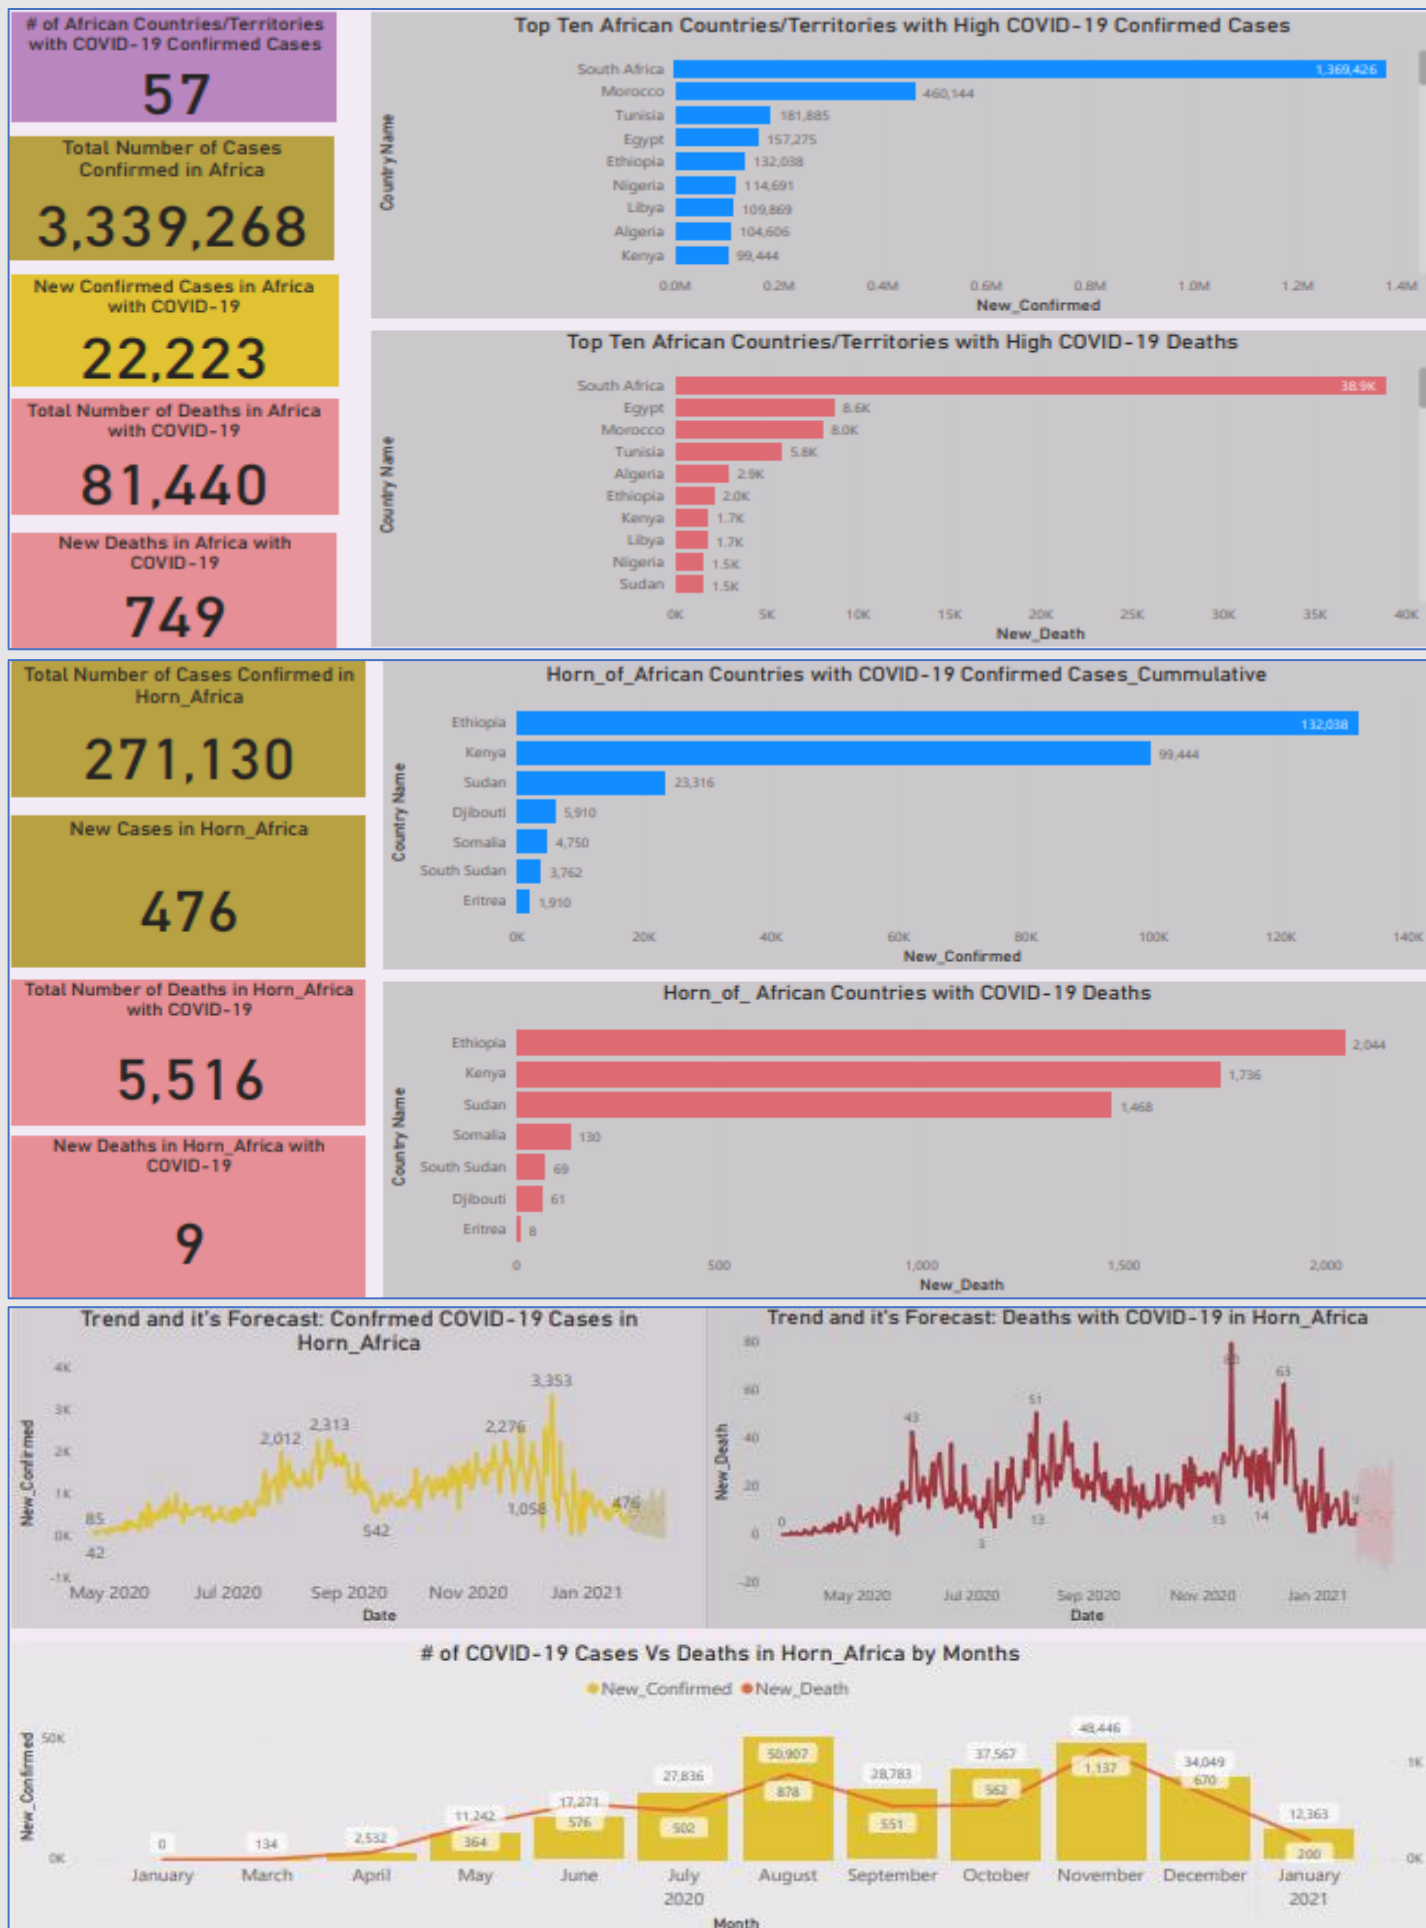 # of African Countries/Territories
with COVID-19 Confirmed Cases
57
Total Number of Cases
Confirmed in Africa
3,339,268
New Confirmed Cases in Africa
with COVID-19
22,223
Total Number of Deaths in Africa
with COVID-19
81,440
New Deaths in Africa with
COVID-19
749
Top Ten African Countries/Territories with High COVID-19 Confirmed Cases
Country Name
South Africa 1,369,426
Morocco 460,144
Tunisia 181,885
Egypt 157,275
Ethiopia 132,038
Nigeria 114,691
Libya 109,869
Algeria 104,606
Kenya 99,444
0.0M 0.2M 0.4M 0.6M 0.8M 1.0M 1.2M 1.4M
New_Confirmed
Top Ten African Countries/Territories with High COVID-19 Deaths
Country Name
South Africa 38.9K
Egypt 8.6K
Morocco 8.0K
Tunisia 5.8K
Algeria 2.9K
Ethiopia 2.0K
Kenya 1.7K
Libya 1.7K
Nigeria 1.5K
Sudan 1.5K
0K 5K 10K 15K 20K 25K 30K 35K 40K
New_Death
Total Number of Cases Confirmed in
Horn_Africa
271,130
New Cases in Horn_Africa
476
Total Number of Deaths in Horn_Africa
with COVID-19
5,516
New Deaths in Horn_Africa with
COVID-19
9
Horn_of_African Countries with COVID-19 Confirmed Cases_Cummulative
Country Name
Ethiopia 132,038
Kenya 99,444
Sudan 23,316
Djibouti 5,910
Somalia 4,750
South Sudan 3,762
Eritrea 1,910
0K 20K 40K 60K 80K 100K 120K 140K
New_Confirmed
Horn_of_ African Countries with COVID-19 Deaths
Country Name
Ethiopia 2,044
Kenya 1,736
Sudan 1,468
Somalia 130
South Sudan 69
Djibouti 61
Eritrea 8
0 500 1,000 1,500 2,000
New_Death
Trend and it's Forecast: Confrmed COVID-19 Cases in
Horn_Africa
New_Confirmed
4K
3K
2K
1K
0K
-1K
85
42
2,012
2,313
542
2,276
1,058
3,353
476
May 2020 Jul 2020 Sep 2020 Nov 2020 Jan 2021
Date
Trend and it's Forecast: Deaths with COVID-19 in Horn_Africa
New_Death
80
60
40
20
0
-20
0
43
51
13
80
13
63
14
9
May 2020 Jul 2020 Sep 2020 Nov 2020 Jan 2021
Date
# of COVID-19 Cases Vs Deaths in Horn_Africa by Months
New_Confirmed New_Death
New_Confirmed
50K
0K
1K
0K
0 134 2,532 11,242 17,271 27,836 50,907 28,783 37,567 48,446 34,049 12,363
364 576 502 878 551 562 1,137 670 200
January March April May June July August September October November December January
2020 2021
Month